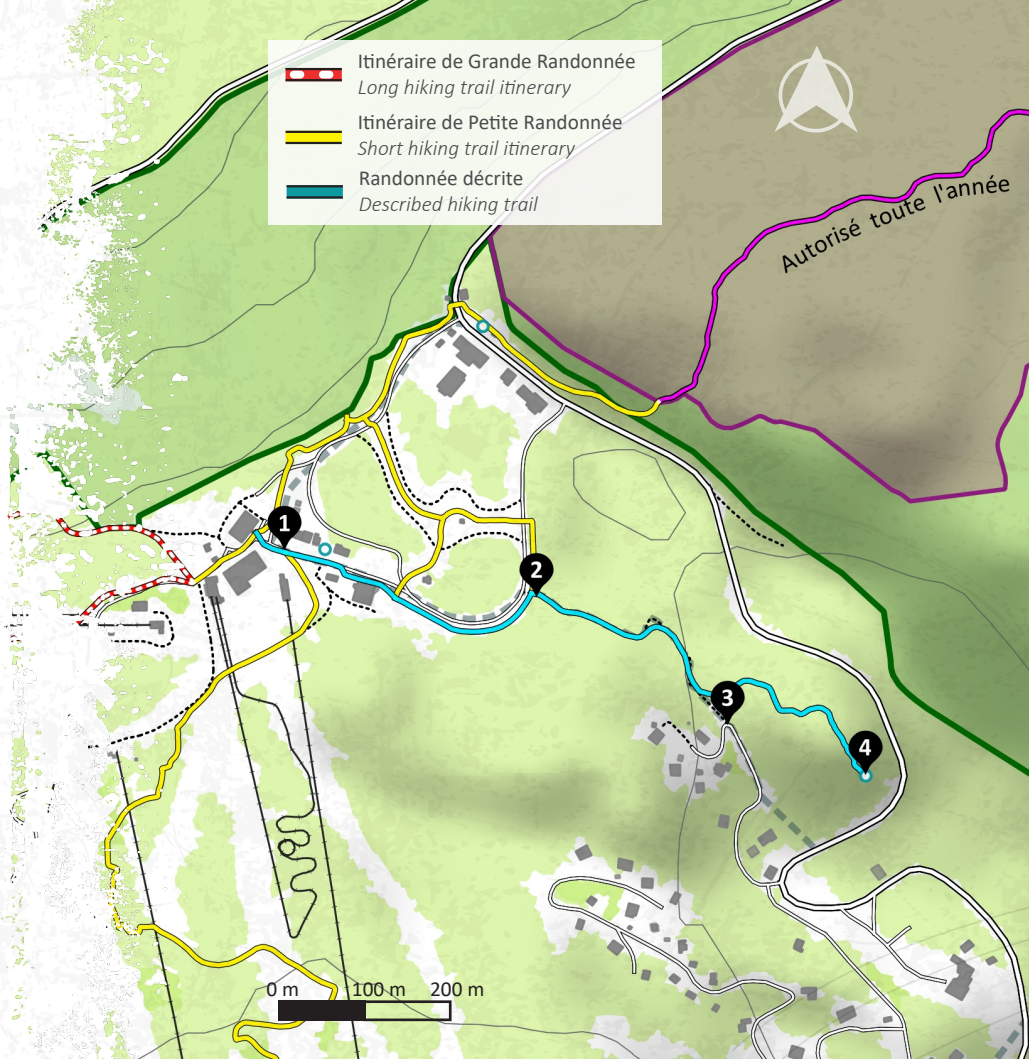 Itinéraire de Grande Randonnée
Long hiking trail itinerary
Itinéraire de Petite Randonnée
Short hiking trail itinerary
Randonnée décrite
Described hiking trail
Autorisé toute l'année
1
2
3
4
0 m 100 m 200 m